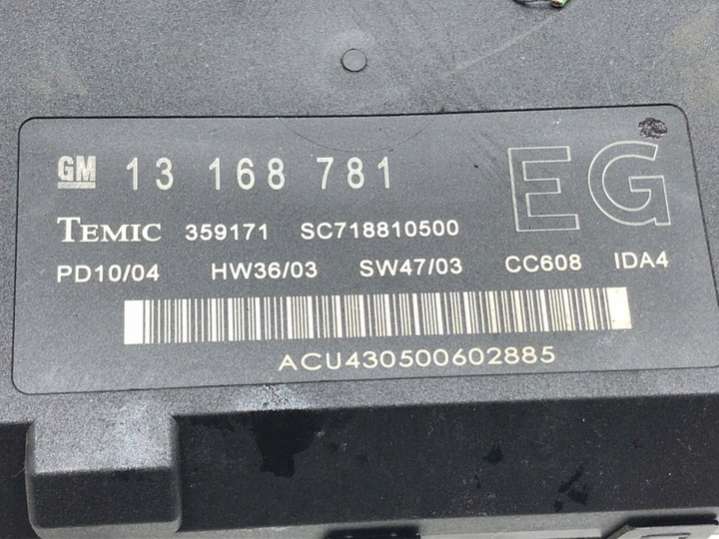 GM 13 168 781 EG
TEMIC 359171 SC718810500
PD10/04 HW36/03 SW47/03 CC608 IDA4
ACU430500602885